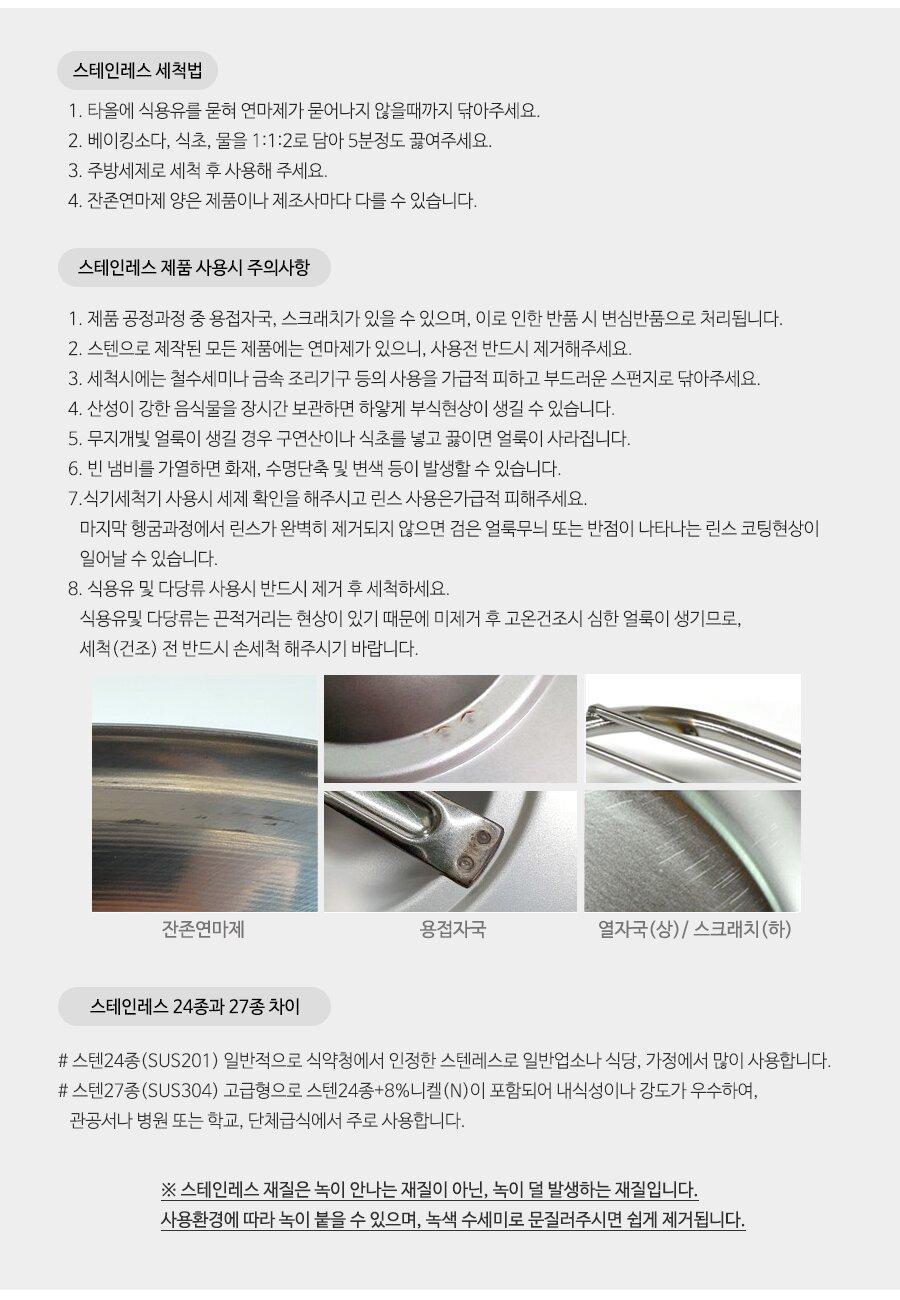 스테인레스 세척법
1. 타올에 식용유를 묻혀 연마제가 묻어나지 않을때까지 닦아주세요.
2. 베이킹소다, 식초, 물을 1:1:2로 담아 5분정도 끓여주세요.
3. 주방세제로 세척 후 사용해 주세요.
4. 잔존연마제 양은 제품이나 제조사마다 다를 수 있습니다.
스테인레스 제품 사용시 주의사항
1. 제품 공정과정 중 용접자국, 스크래치가 있을 수 있으며, 이로 인한 반품 시 변심반품으로 처리됩니다.
2. 스텐으로 제작된 모든 제품에는 연마제가 있으니, 사용전 반드시 제거해주세요.
3. 세척시에는 철수세미나 금속 조리기구 등의 사용을 가급적 피하고 부드러운 스펀지로 닦아주세요.
4. 산성이 강한 음식물을 장시간 보관하면 하얗게 부식현상이 생길 수 있습니다.
5. 무지개빛 얼룩이 생길 경우 구연산이나 식초를 넣고 끓이면 얼룩이 사라집니다.
6. 빈 냄비를 가열하면 화재, 수명단축 및 변색 등이 발생할 수 있습니다.
7.식기세척기 사용시 세제 확인을 해주시고 린스 사용은가급적 피해주세요.
마지막 헹굼과정에서 린스가 완벽히 제거되지 않으면 검은 얼룩무늬 또는 반점이 나타나는 린스 코팅현상이
일어날 수 있습니다.
8. 식용유 및 다당류 사용시 반드시 제거 후 세척하세요.
식용유및 다당류는 끈적거리는 현상이 있기 때문에 미제거 후 고온건조시 심한 얼룩이 생기므로,
세척(건조) 전 반드시 손세척 해주시기 바랍니다.
잔존연마제
용접자국
열자국(상)/ 스크래치(하)
스테인레스 24종과 27종 차이
# 스텐24종(SUS201) 일반적으로 식약청에서 인정한 스텐레스로 일반업소나 식당, 가정에서 많이 사용합니다.
# 스텐27종(SUS304) 고급형으로 스텐24종+8%니켈(N)이 포함되어 내식성이나 강도가 우수하여,
관공서나 병원 또는 학교, 단체급식에서 주로 사용합니다.
※ 스테인레스 재질은 녹이 안나는 재질이 아닌, 녹이 덜 발생하는 재질입니다.
사용환경에 따라 녹이 붙을 수 있으며, 녹색 수세미로 문질러주시면 쉽게 제거됩니다.